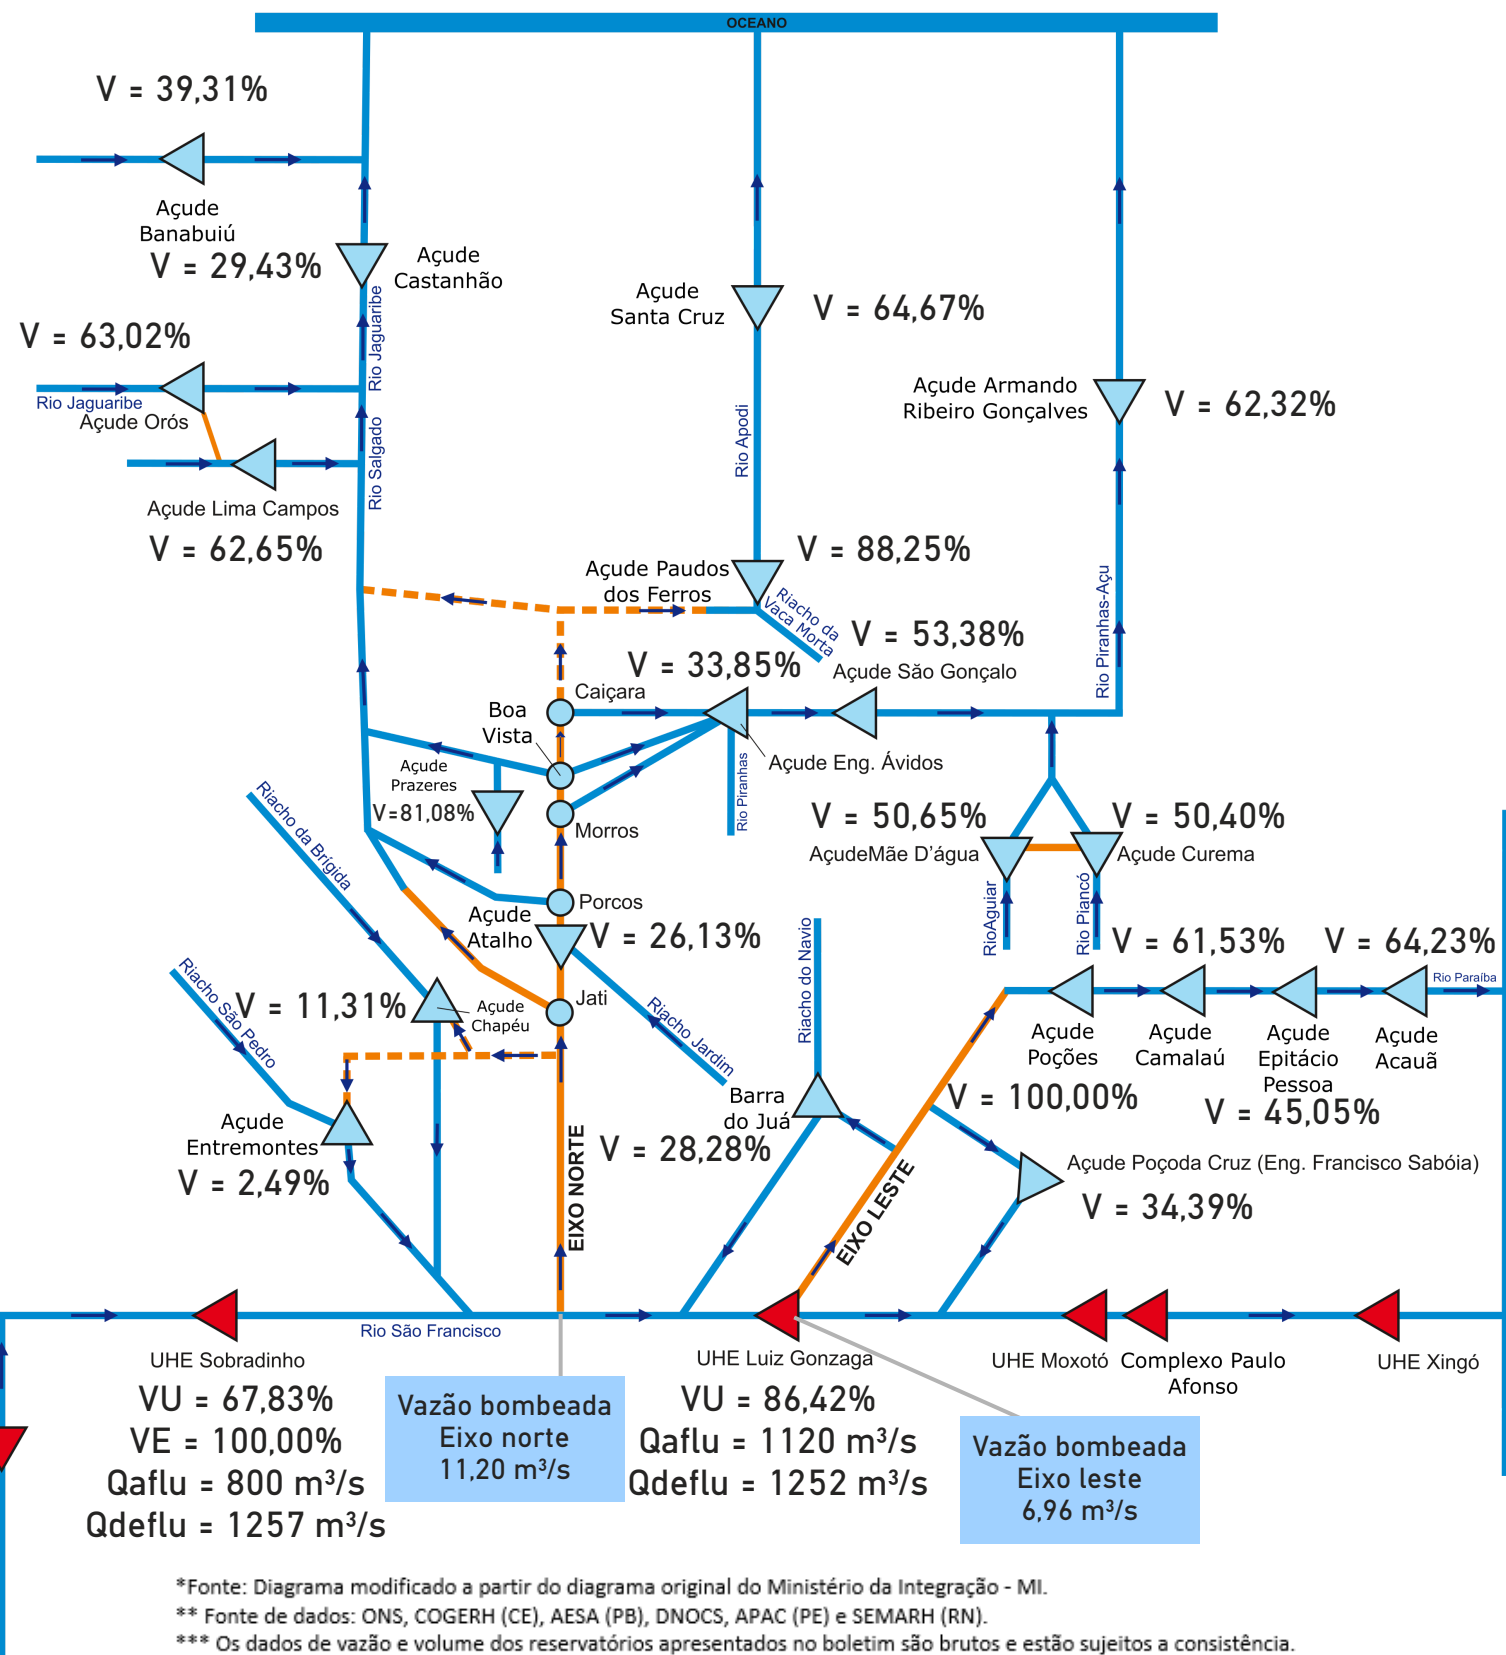 OCEANO
V = 39,31%
Açude
Banabuiú
V = 29,43%
Açude
Castanhão
Rio Jaguaribe
V = 63,02%
Rio Jaguaribe
Açude Orós
Rio Salgado
Açude Lima Campos
V = 62,65%
Açude
Santa Cruz
V = 64,67%
Rio Apodi
Açude Armando
Ribeiro Gonçalves
V = 62,32%
Rio Piranhas-Açu
Açude Paudos
dos Ferros
V = 88,25%
Riacho da
Vaca Morta
V = 53,38%
Açude São Gonçalo
V = 33,85%
Caiçara
Boa
Vista
Açude Eng. Ávidos
Rio Piranhas
Açude
Prazeres
V=81,08%
Morros
Riacho da Brígida
Porcos
V = 50,65%
AçudeMãe D'água
V = 50,40%
Açude Curema
RioAguiar
Rio Piancó
Açude
Atalho
V = 26,13%
Riacho do Navio
V = 61,53%
V = 64,23%
Rio Paraíba
Riacho São Pedro
V = 11,31%
Açude
Chapéu
Jati
Riacho Jardim
Açude
Poções
Açude
Camalaú
Açude
Epitácio
Pessoa
Açude
Acauã
V = 100,00%
V = 45,05%
Barra
do Juá
V = 28,28%
Açude
Entremontes
V = 2,49%
EIXO NORTE
EIXO LESTE
Açude Poçoda Cruz (Eng. Francisco Sabóia)
V = 34,39%
Rio São Francisco
UHE Sobradinho
VU = 67,83%
VE = 100,00%
Qaflu = 800 m³/s
Qdeflu = 1257 m³/s
Vazão bombeada
Eixo norte
11,20 m³/s
UHE Luiz Gonzaga
VU = 86,42%
Qaflu = 1120 m³/s
Qdeflu = 1252 m³/s
Vazão bombeada
Eixo leste
6,96 m³/s
UHE Moxotó
Complexo Paulo
Afonso
UHE Xingó
*Fonte: Diagrama modificado a partir do diagrama original do Ministério da Integração - MI.
** Fonte de dados: ONS, COGERH (CE), AESA (PB), DNOCS, APAC (PE) e SEMARH (RN).
*** Os dados de vazão e volume dos reservatórios apresentados no boletim são brutos e estão sujeitos a consistência.